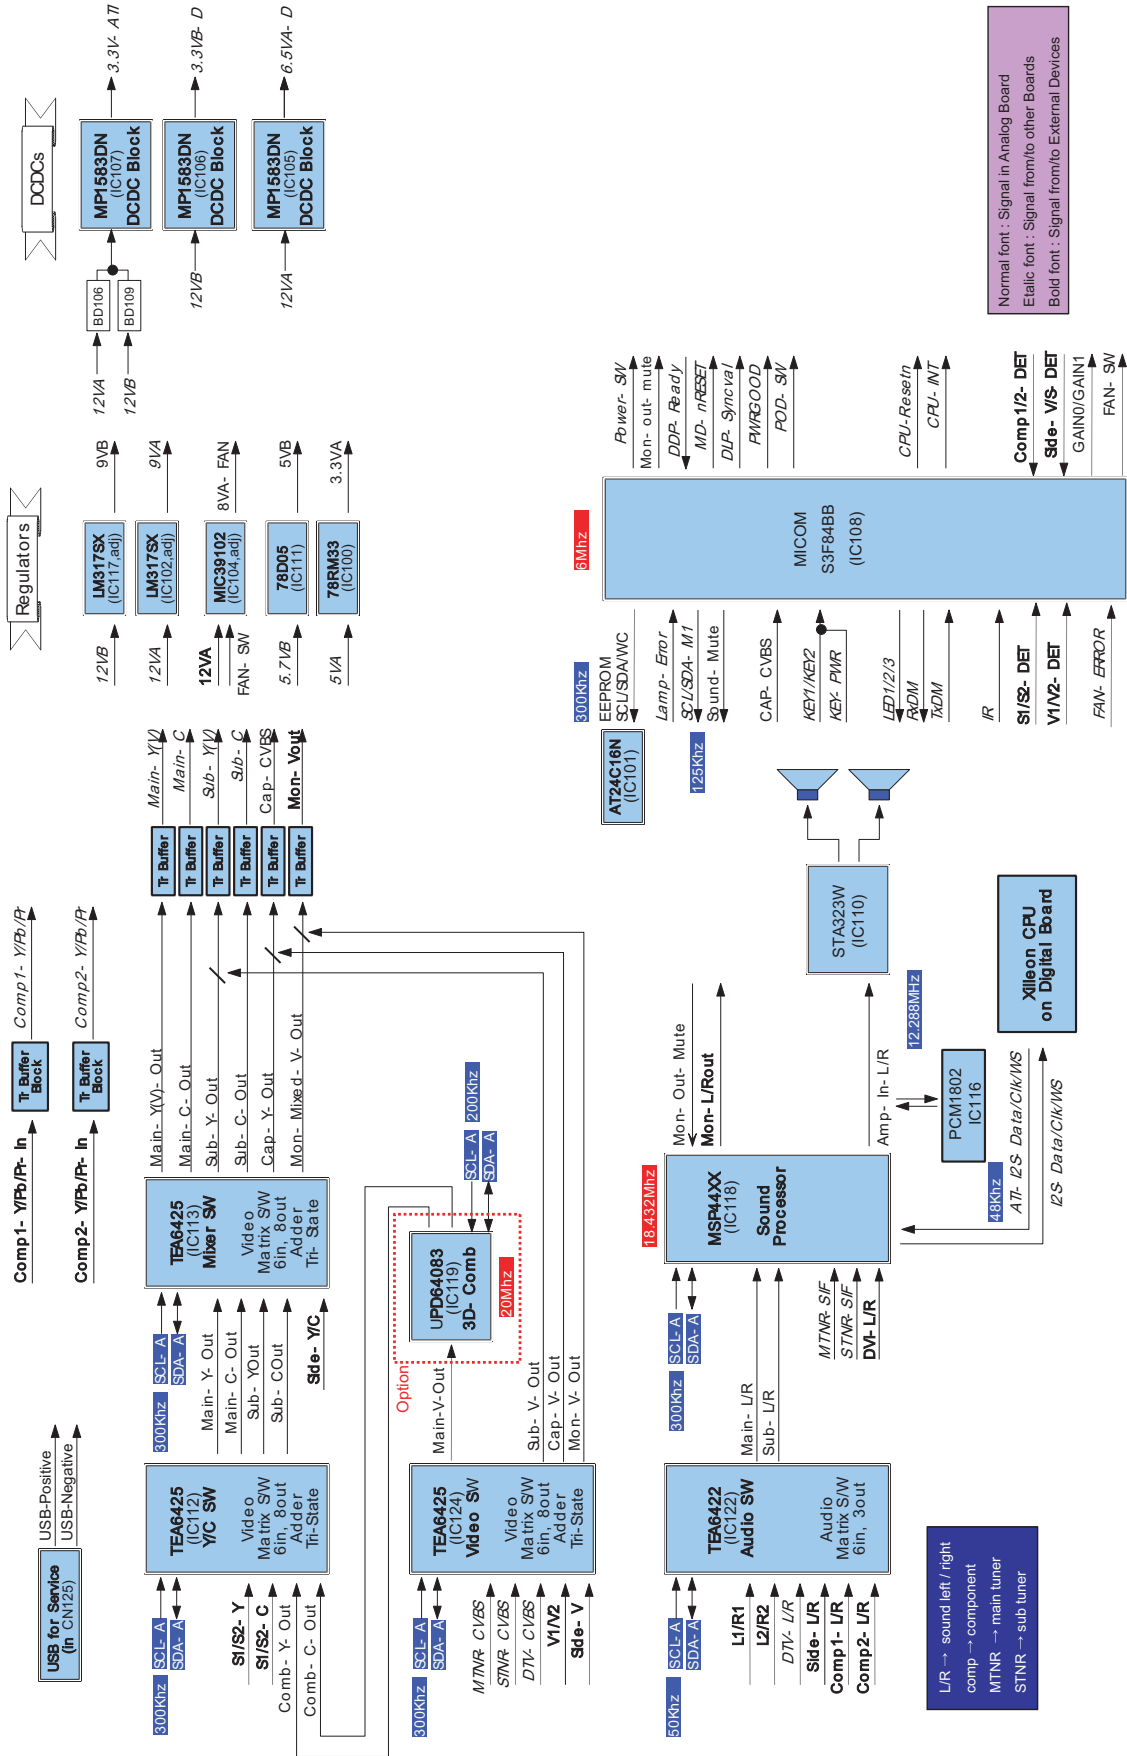 USB for Service
(in CN125)
USB-Positive
USB-Negative
Comp1- Y/Pb/Pr- In
Tr Buffer
Block
Comp1- Y/Pb/Pr
Comp2- Y/Pb/Pr- In
Tr Buffer
Block
Comp2- Y/Pb/Pr
Regulators
12VB
LM317SX
(IC117,adj)
9VB
12VA
LM317SX
(IC102,adj)
9VA
12VA
FAN- SW
MIC39102
(IC104,adj)
8VA- FAN
5.7VB
78D05
(IC111)
5VB
5VA
78RM33
(IC100)
3.3VA
DCDCs
12VA
12VB
BD106
BD109
MP1583DN
(IC107)
DCDC Block
3.3V- ATI
12VB
MP1583DN
(IC106)
DCDC Block
3.3VB- D
12VA
MP1583DN
(IC105)
DCDC Block
6.5VA- D
300Khz
SCL- A
SDA- A
S1/S2- Y
S1/S2- C
Comb- Y- Out
Comb- C- Out
TEA6425
(IC112)
Y/C SW
Video
Matrix S/W
6in, 8out
Adder
Tri-State
300Khz
SCL- A
SDA- A
Main- Y- Out
Main- C- Out
Sub- YOut
Sub- COut
Side- Y/C
TEA6425
(IC113)
Mixer SW
Video
Matrix S/W
6in, 8out
Adder
Tri- State
Main- Y(V)- Out
Main- C- Out
Sub- Y- Out
Sub- C- Out
Cap- Y- Out
Mon- Mixed- V- Out
Tr Buffer
Tr Buffer
Tr Buffer
Tr Buffer
Tr Buffer
Tr Buffer
Main- Y(V)
Main- C
Sub- Y(V)
Sub- C
Cap- CVBS
Mon- Vout
300Khz
SCL- A
SDA- A
MTNR- CVBS
STNR- CVBS
DTV- CVBS
V1/V2
Side- V
TEA6425
(IC124)
Video SW
Video
Matrix S/W
6in, 8out
Adder
Tri-State
Main-V-Out
Sub- V- Out
Cap- V- Out
Mon- V- Out
Option
UPD64083
(IC119)
3D- Comb
20Mhz
SCL- A
SDA- A
200Khz
50Khz
SCL- A
SDA- A
L1/R1
L2/R2
DTV- L/R
Side- L/R
Comp1- L/R
Comp2- L/R
TEA6422
(IC122)
Audio SW
Audio
Matrix S/W
6in, 3out
300Khz
SCL- A
SDA- A
Main- L/R
Sub- L/R
MTNR-SIF
STNR-SIF
DVI- L/R
18.432Mhz
MSP44XX
(IC118)
Sound
Processor
Mon- Out- Mute
Mon- L/Rout
Amp- In- L/R
12.288MHz
PCM1802
IC116
STA323W
(IC110)
48Khz
ATI- I2S Data/Clk/WS
I2S Data/Clk/WS
Xilleon CPU
on Digital Board
AT24C16N
(IC101)
300Khz
EEPROM
SCL/SDA/WC
Lamp- Error
SCL/SDA- M1
Sound- Mute
125Khz
CAP- CVBS
KEY1/KEY2
KEY- PWR
LED1/2/3
RxDM
TxDM
IR
S1/S2- DET
V1/V2- DET
FAN- ERROR
6Mhz
MICOM
S3F84BB
(IC108)
Power- SW
Mon- out- mute
DDP- Ready
MD- nRESET
DLP- Syncval
PWRGOOD
POD- SW
CPU-Resetn
CPU- INT
Comp1/2- DET
Side- V/S- DET
GAIN0/GAIN1
FAN- SW
L/R → sound left / right
comp → component
MTNR → main tuner
STNR → sub tuner
Normal font : Signal in Analog Board
Etalic font : Signal from/to other Boards
Bold font : Signal from/to External Devices